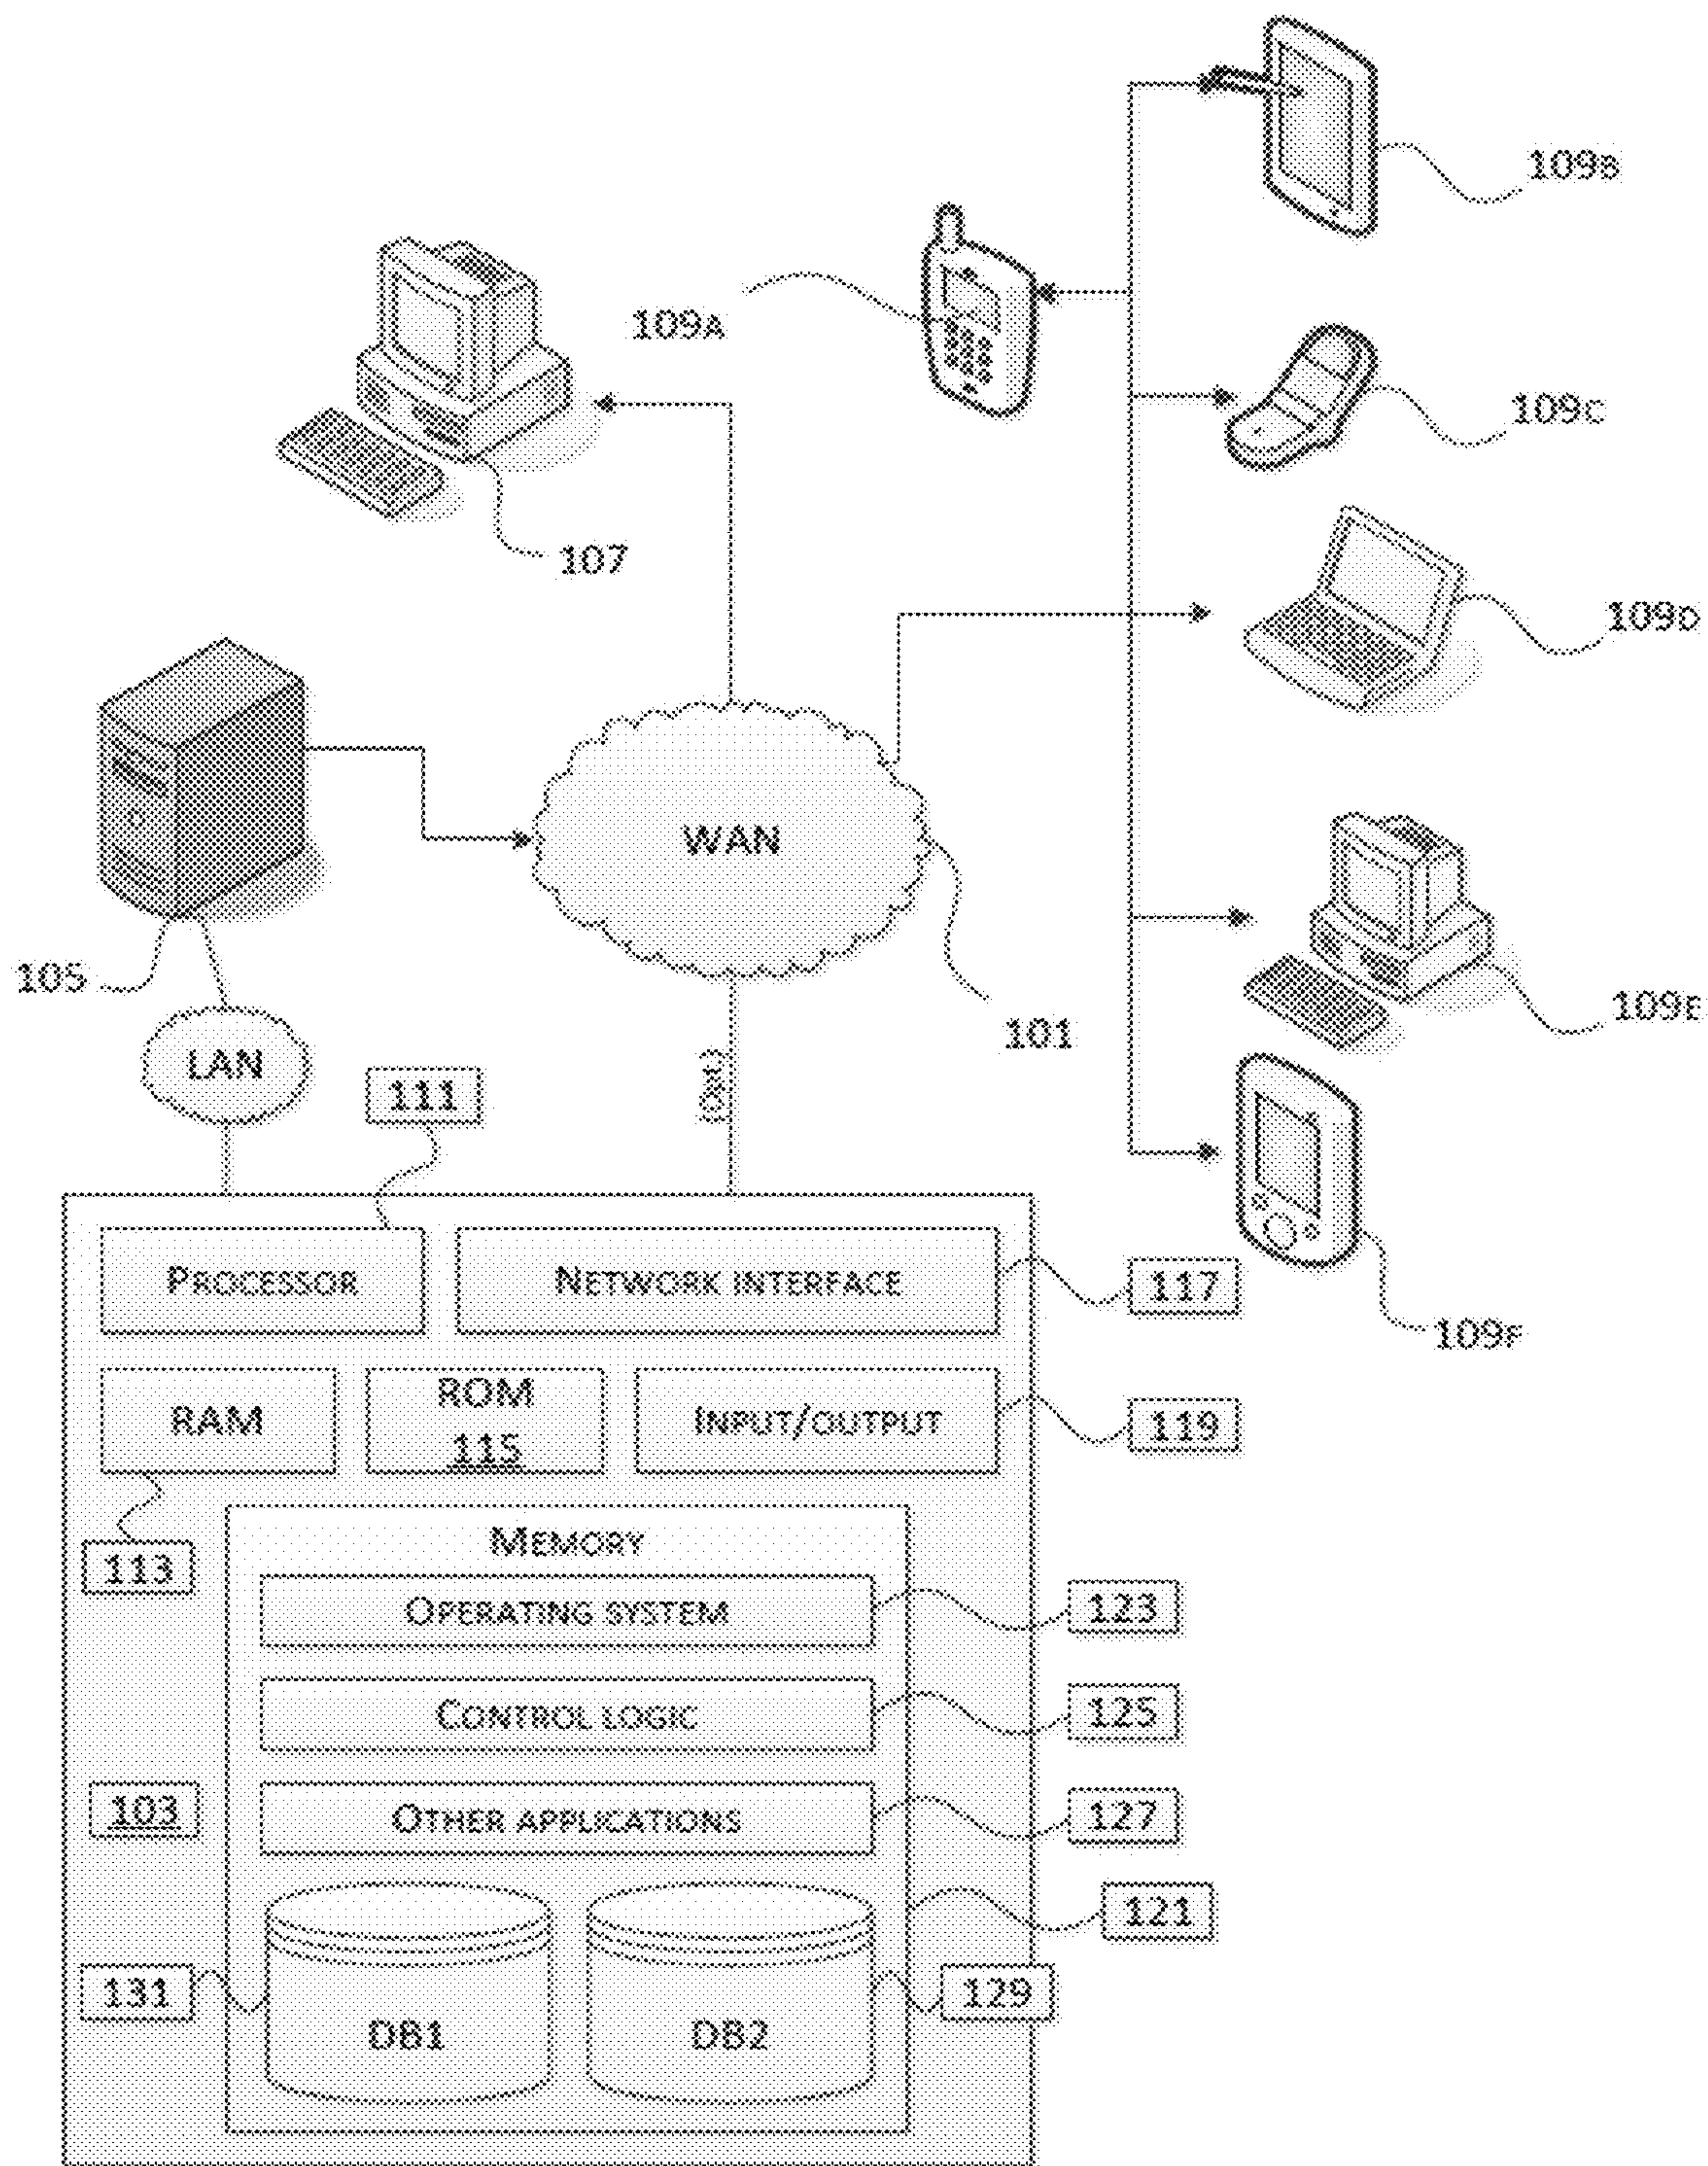 109B
109A
109C
107
109D
WAN
105
109E
101
LAN
111
(Opt.)
PROCESSOR
NETWORK INTERFACE
117
109F
RAM
ROM
115
INPUT/OUTPUT
119
MEMORY
113
OPERATING SYSTEM
123
CONTROL LOGIC
125
103
OTHER APPLICATIONS
127
121
131
129
DB1
DB2